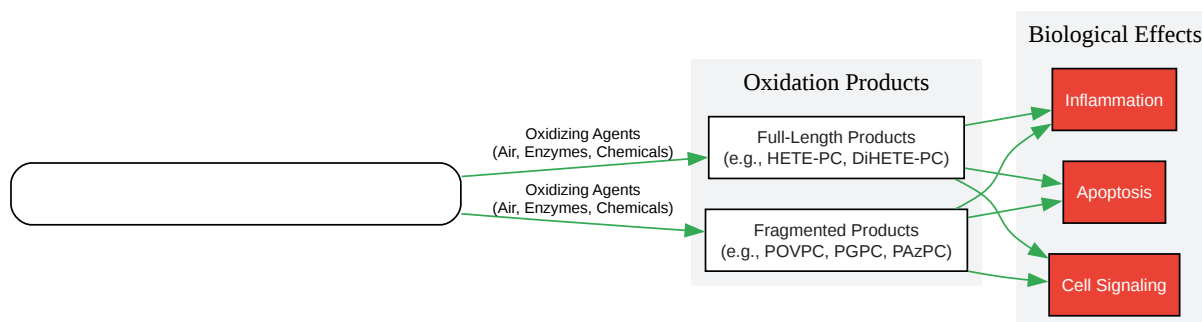 Biological Effects
Oxidation Products
Inflammation
Oxidizing Agents
(Air, Enzymes, Chemicals)
Full-Length Products
(e.g., HETE-PC, DiHETE-PC)
Oxidizing Agents
(Air, Enzymes, Chemicals)
Apoptosis
Fragmented Products
(e.g., POVPC, PGPC, PAzPC)
Cell Signaling